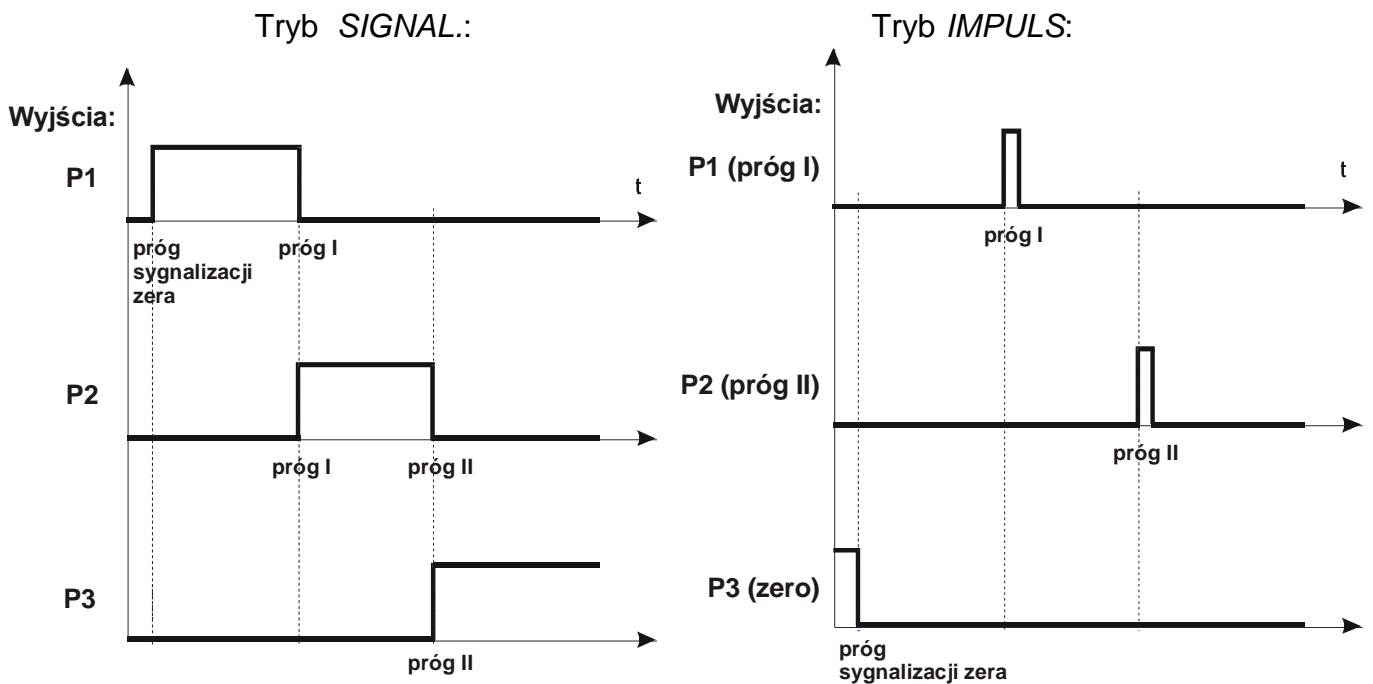 Tryb SIGNAL.:
Wyjścia:
P1
t
próg
sygnalizacji
zera
próg I
P2
próg I
próg II
P3
próg II
Tryb IMPULS:
Wyjścia:
P1 (próg I)
t
próg I
P2 (próg II)
próg II
P3 (zero)
próg
sygnalizacji zera